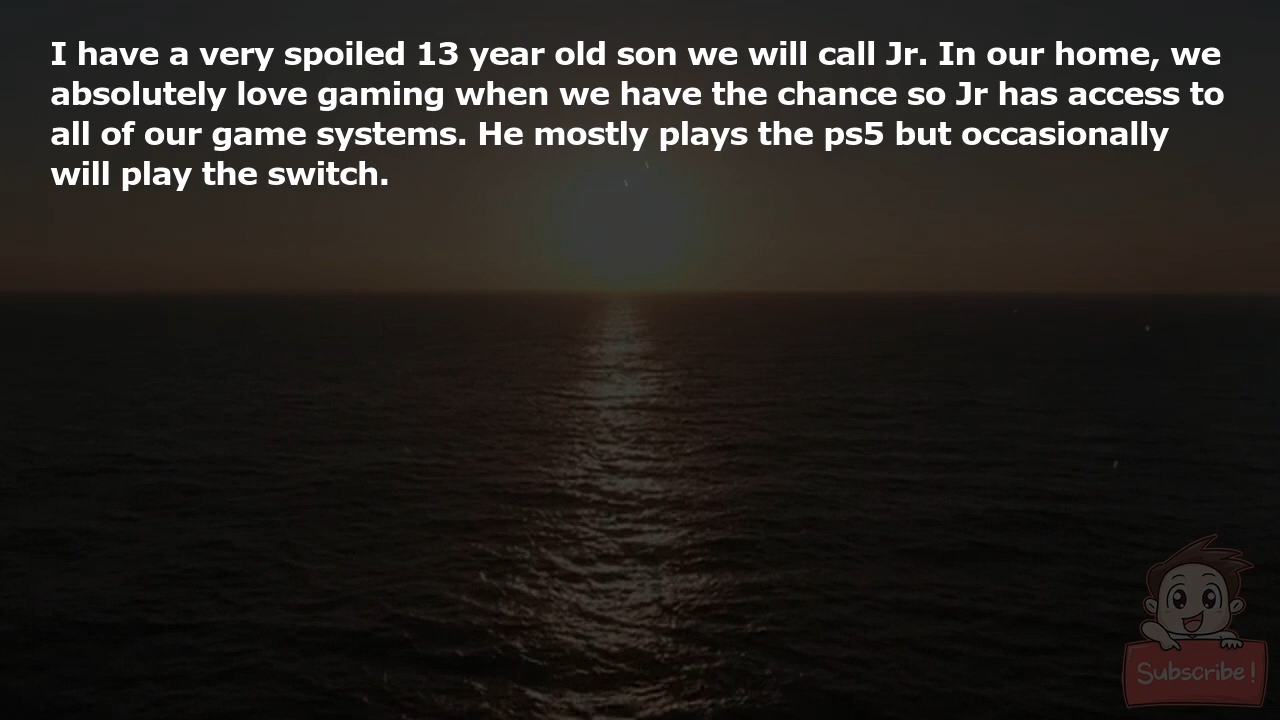 I have a very spoiled 13 year old son we will call Jr. In our home, we
absolutely love gaming when we have the chance so Jr has access to
all of our game systems. He mostly plays the ps5 but occasionally
will play the switch.
Subscribe!